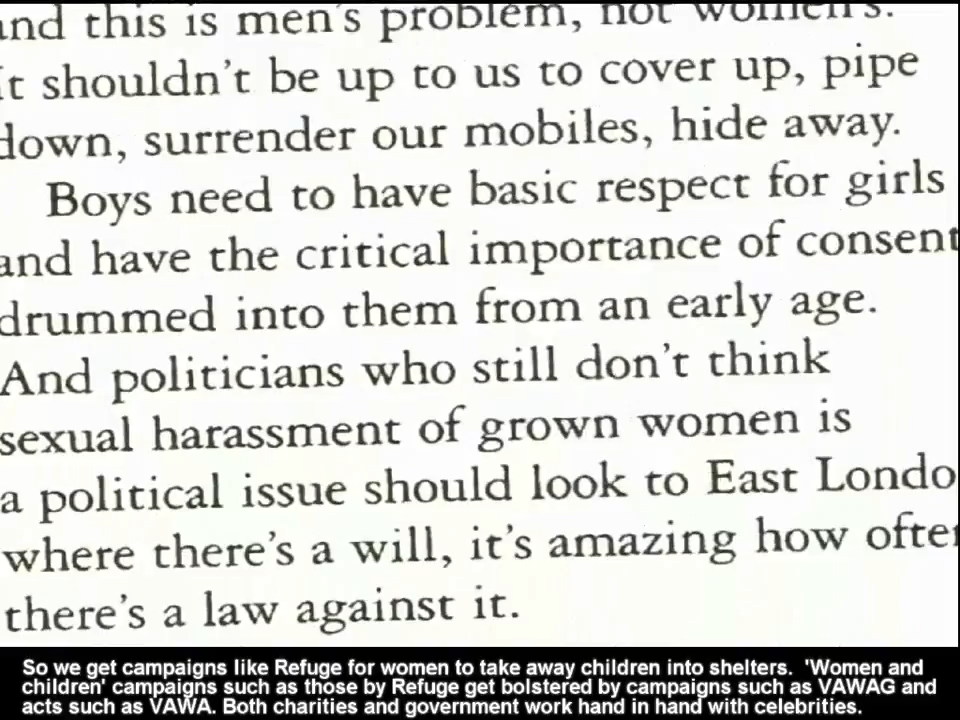 and this is men's problem, not women's.
It shouldn't be up to us to cover up, pipe
down, surrender our mobiles, hide away.
Boys need to have basic respect for girls
and have the critical importance of consent
drummed into them from an early age.
And politicians who still don't think
sexual harassment of grown women is
a political issue should look to East Londo
where there's a will, it's amazing how often
there's a law against it.
So we get campaigns like Refuge for women to take away children into shelters. 'Women and
children' campaigns such as those by Refuge get bolstered by campaigns such as VAWAG and
acts such as VAWA. Both charities and government work hand in hand with celebrities.